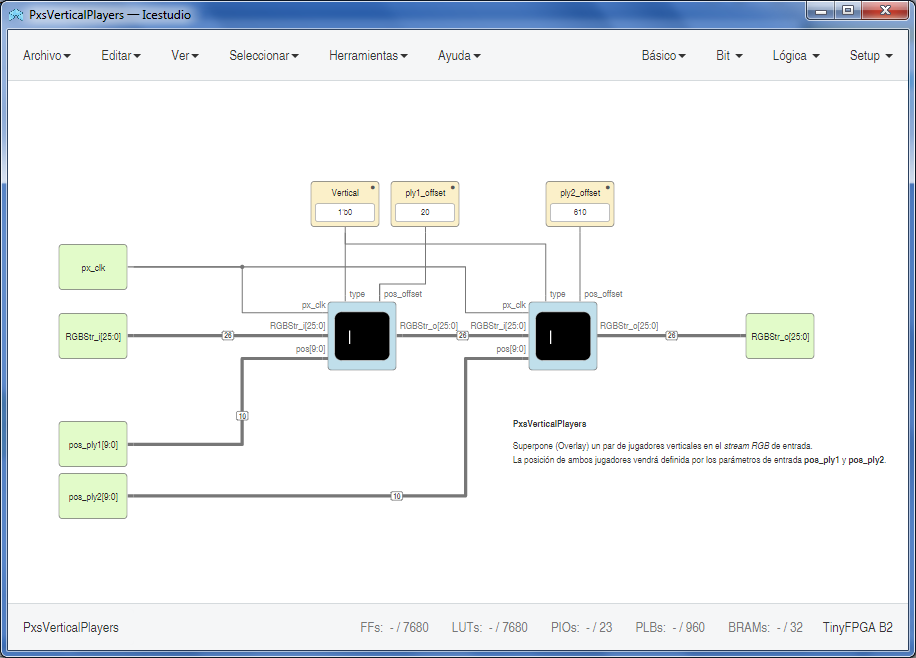 PxsVerticalPlayers — Icestudio
Archivo Editar Ver Seleccionar Herramientas Ayuda Básico Bit Lógica Setup
Vertical ply1_offset ply2_offset
1'b0 20 610
px_clk
type pos_offset type pos_offset
px_clk px_clk
RGBStr_i[25:0] RGBStr_o[25:0] RGBStr_i[25:0] RGBStr_o[25:0]
RGBStr_i[25:0] 26 26 26 RGBStr_o[25:0]
pos[9:0] pos[9:0]
10
PxsVerticalPlayers
pos_ply1[9:0]
Superpone (Overlay) un par de jugadores verticales en el stream RGB de entrada.
La posición de ambos jugadores vendrá definida por los parámetros de entrada pos_ply1 y pos_ply2.
pos_ply2[9:0] 10
PxsVerticalPlayers FFs: - / 7680 LUTs: - / 7680 PIOs: - / 23 PLBs: - / 960 BRAMs: - / 32 TinyFPGA B2